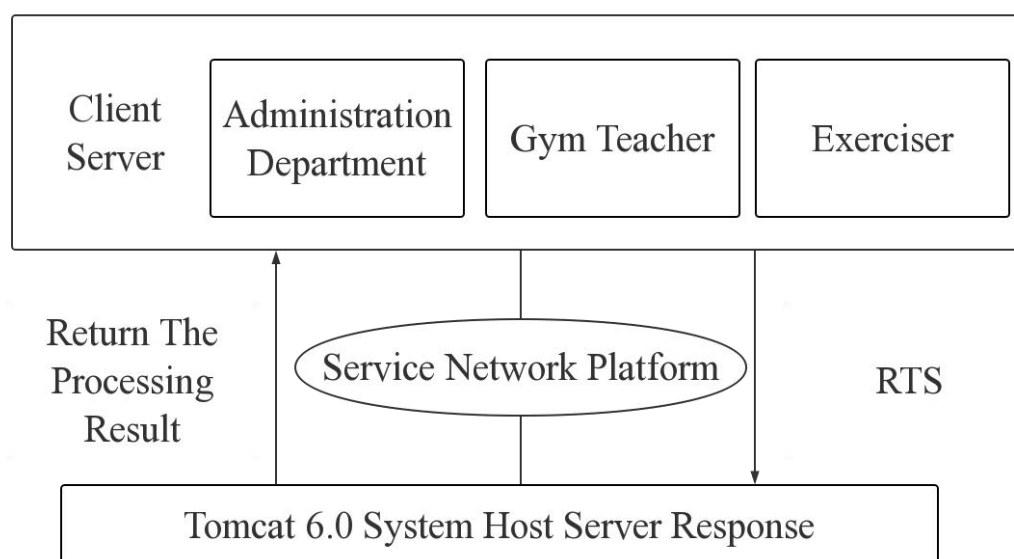 Client
Server
Administration
Department
Gym Teacher
Exerciser
Return The
Processing
Result
Service Network Platform
RTS
Tomcat 6.0 System Host Server Response